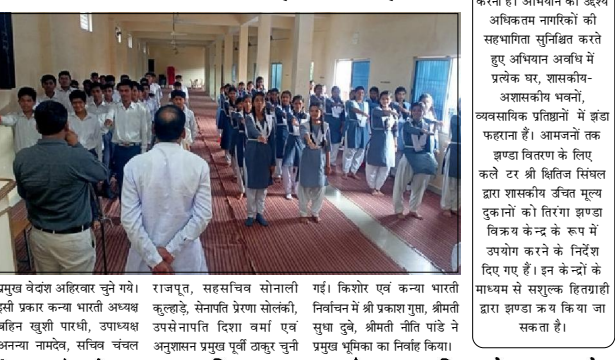 प्रमुख वेदांश अहिरवार चुने गये।
इसी प्रकार कन्या भारती अध्यक्ष
बहिन खुशी पारधी, उपाध्यक्ष
अनन्या नामदेव, सचिव चंचल
राजपूत, सहसचिव सोनाली
कुल्हाड़े, सेनापति प्रेरणा सोलंकी,
उपसेनापति दिशा वर्मा एवं
अनुशासन प्रमुख पूर्वी ठाकुर चुनी
गईं। किशोर एवं कन्या भारती
निर्वाचन में श्री प्रकाश गुप्ता, श्रीमती
सुधा दुबे, श्रीमती नीति पांडे ने
प्रमुख भूमिका का निर्वाह किया।
करना है। अभियान का उद्देश्य
अधिकतम नागरिकों की
सहभागिता सुनिश्चित करते
हुए अभियान अवधि में
प्रत्येक घर, शासकीय-
अशासकीय भवनों,
व्यवसायिक प्रतिष्ठानों में झंडा
फहराना हैं। आमजनों तक
झण्डा वितरण के लिए
कलेे टर श्री क्षितिज सिंघल
द्वारा शासकीय उचित मूल्य
दुकानों को तिरंगा झण्डा
विक्रय केन्द्र के रूप में
उपयोग करने के निर्देश
दिए गए हैं। इन केन्द्रों के
माध्यम से सशुल्क हितग्राही
द्वारा झण्डा क्रय किया जा
सकता है।